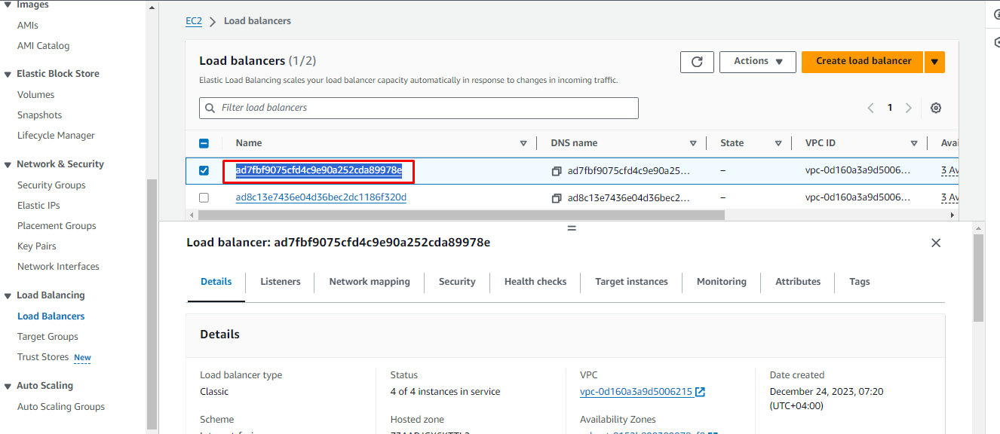 Images
AMIs
AMI Catalog
Elastic Block Store
Volumes
Snapshots
Lifecycle Manager
Network & Security
Security Groups
Elastic IPs
Placement Groups
Key Pairs
Network Interfaces
Load Balancing
Load Balancers
Target Groups
Trust Stores New
Auto Scaling
Auto Scaling Groups
EC2 Load balancers
Load balancers (1/2)
Actions
Create load balancer
Elastic Load Balancing scales your load balancer capacity automatically in response to changes in incoming traffic.
Filter load balancers
1
Name DNS name State VPC ID Avai
ad7fbf9075cfd4c9e90a252cda89978e ad7fbf9075cfd4c9e90a25... – vpc-0d160a3a9d5006... 3 Av
ad8c13e7436e04d36bec2dc1186f320d ad8c13e7436e04d36bec2... – vpc-0d160a3a9d5006... 3 Av
Load balancer: ad7fbf9075cfd4c9e90a252cda89978e
Details Listeners Network mapping Security Health checks Target instances Monitoring Attributes Tags
Details
Load balancer type
Classic
Scheme
Status
4 of 4 instances in service
Hosted zone
VPC
vpc-0d160a3a9d5006215
Availability Zones
Date created
December 24, 2023, 07:20
(UTC+04:00)